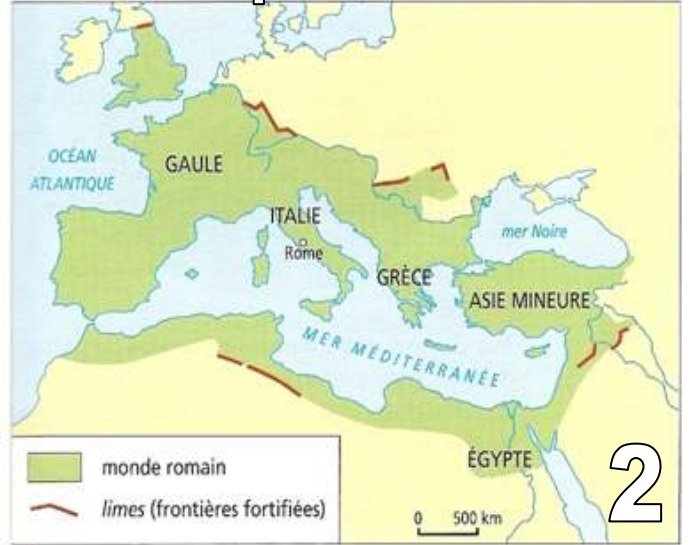 OCÉAN
ATLANTIQUE
GAULE
ITALIE
Rome
mer Noire
GRÈCE
ASIE MINEURE
MER MÉDITERRANÉE
ÉGYPTE
monde romain
limes (frontières fortifiées)
0 500 km
2